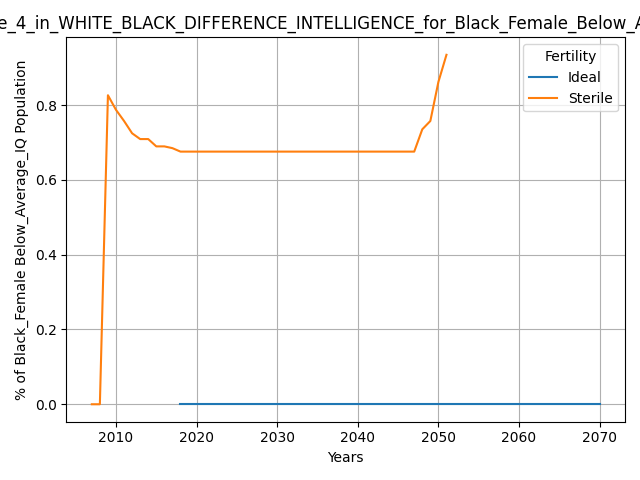 e_4_in_WHITE_BLACK_DIFFERENCE_INTELLIGENCE_for_Black_Female_Below_A
% of Black_Female Below_Average_IQ Population
Fertility
Ideal
Sterile
0.8
0.6
0.4
0.2
0.0
2010 2020 2030 2040 2050 2060 2070
Years